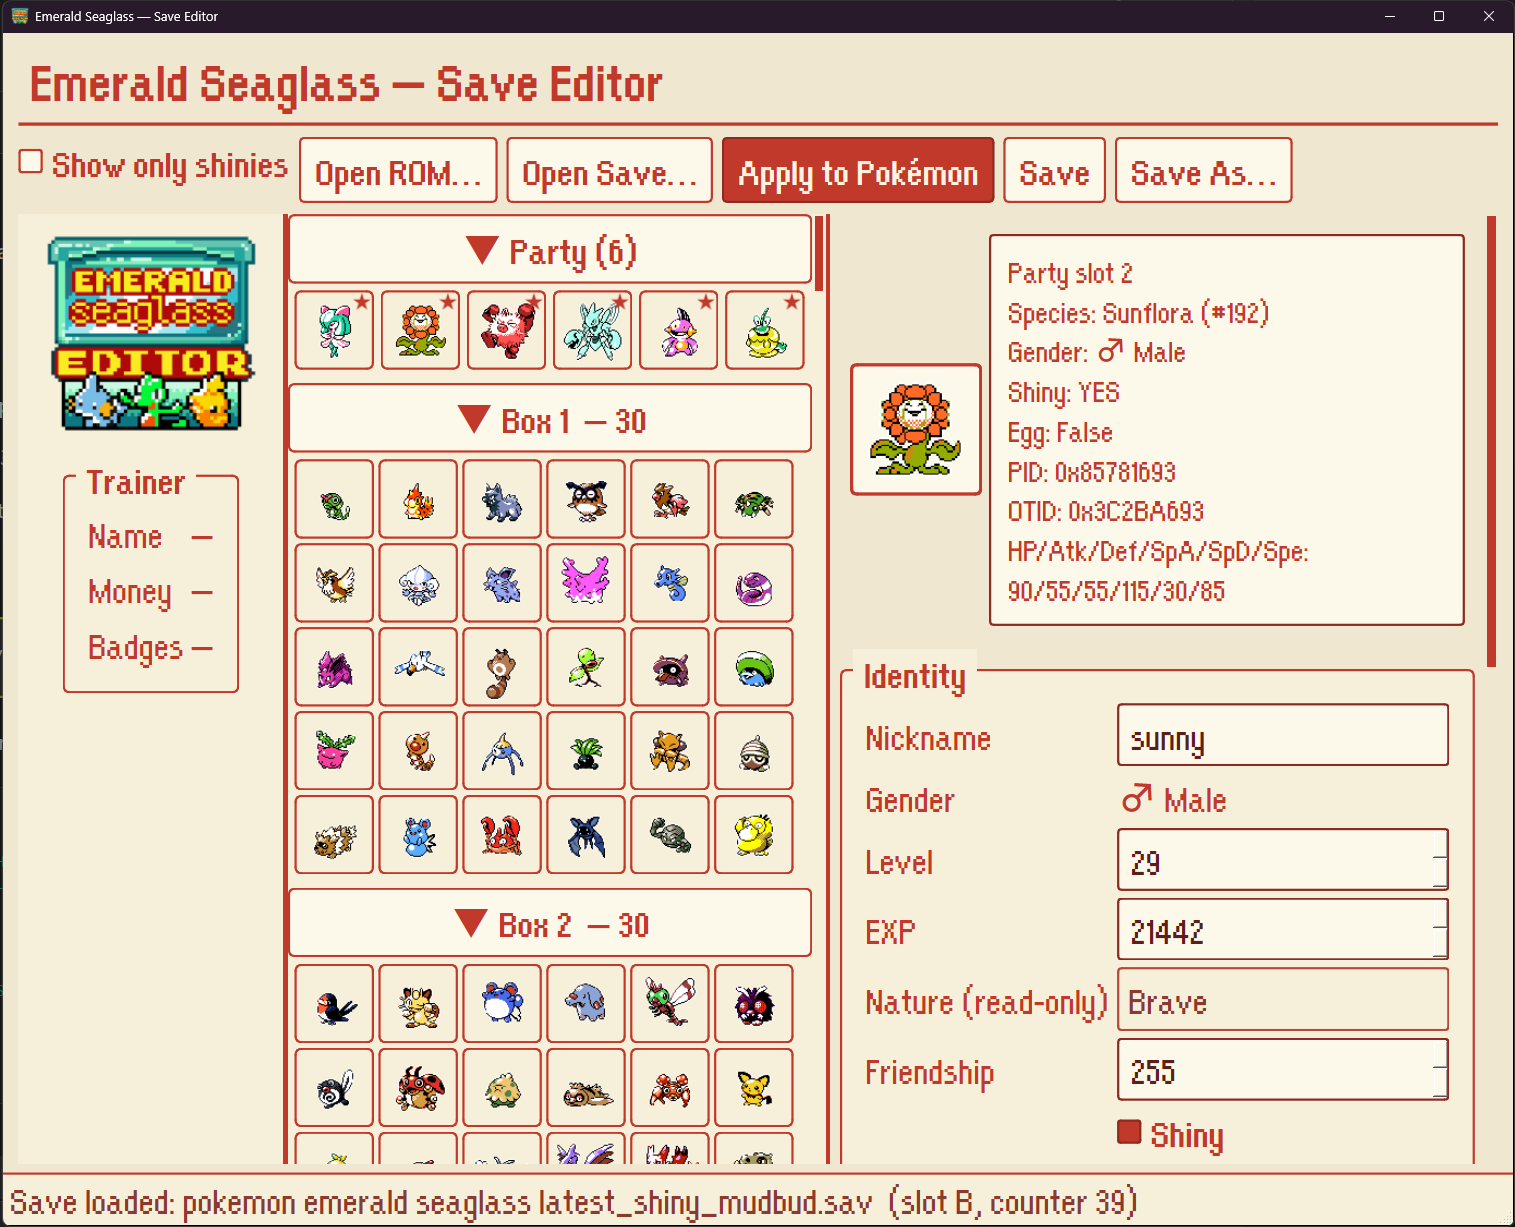 Emerald Seaglass — Save Editor
Emerald Seaglass — Save Editor
Show only shinies
Open ROM...
Open Save...
Apply to Pokémon
Save
Save As...
EMERALD
seaglass
EDITOR
Trainer
Name —
Money —
Badges —
▼ Party (6)
▼ Box 1 — 30
▼ Box 2 — 30
Party slot 2
Species: Sunflora (#192)
Gender: ♂ Male
Shiny: YES
Egg: False
PID: 0x85781693
OTID: 0x3C2BA693
HP/Atk/Def/SpA/SpD/Spe:
90/55/55/115/30/85
Identity
Nickname sunny
Gender ♂ Male
Level 29
EXP 21442
Nature (read-only) Brave
Friendship 255
Shiny
Save loaded: pokemon emerald seaglass latest_shiny_mudbud.sav (slot B, counter 39)